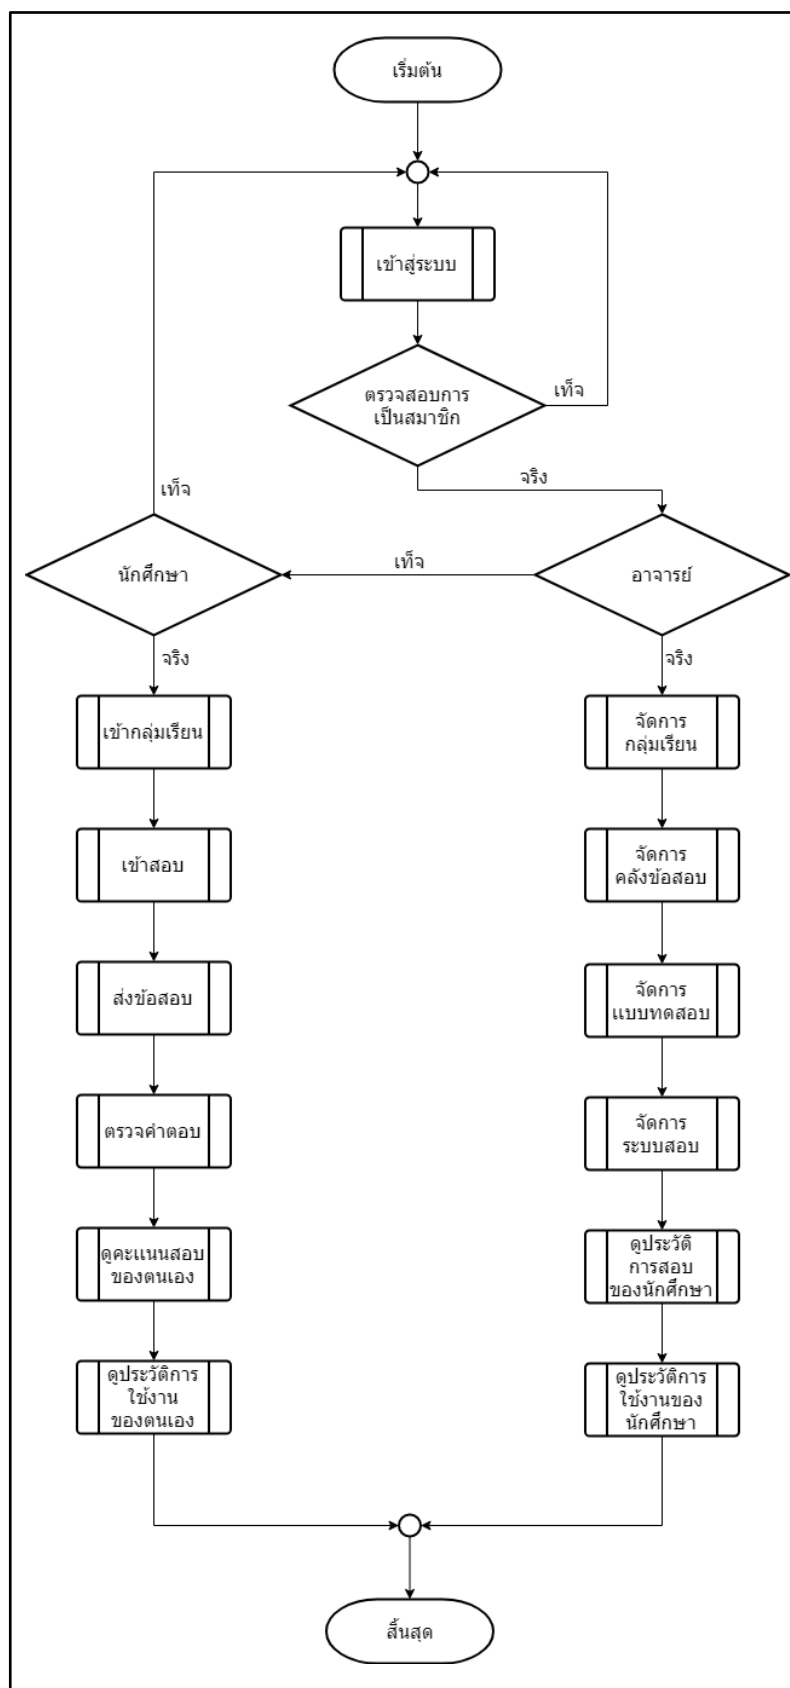 เริ่มต้น
เข้าสู่ระบบ
ตรวจสอบการ
เป็นสมาชิก
เท็จ
จริง
เท็จ
นักศึกษา
เท็จ
อาจารย์
จริง
จริง
เข้ากลุ่มเรียน
จัดการ
กลุ่มเรียน
เข้าสอบ
จัดการ
คลังข้อสอบ
ส่งข้อสอบ
จัดการ
แบบทดสอบ
ตรวจคำตอบ
จัดการ
ระบบสอบ
ดูคะแนนสอบ
ของตนเอง
ดูประวัติ
การสอบ
ของนักศึกษา
ดูประวัติการ
ใช้งาน
ของตนเอง
ดูประวัติการ
ใช้งานของ
นักศึกษา
สิ้นสุด